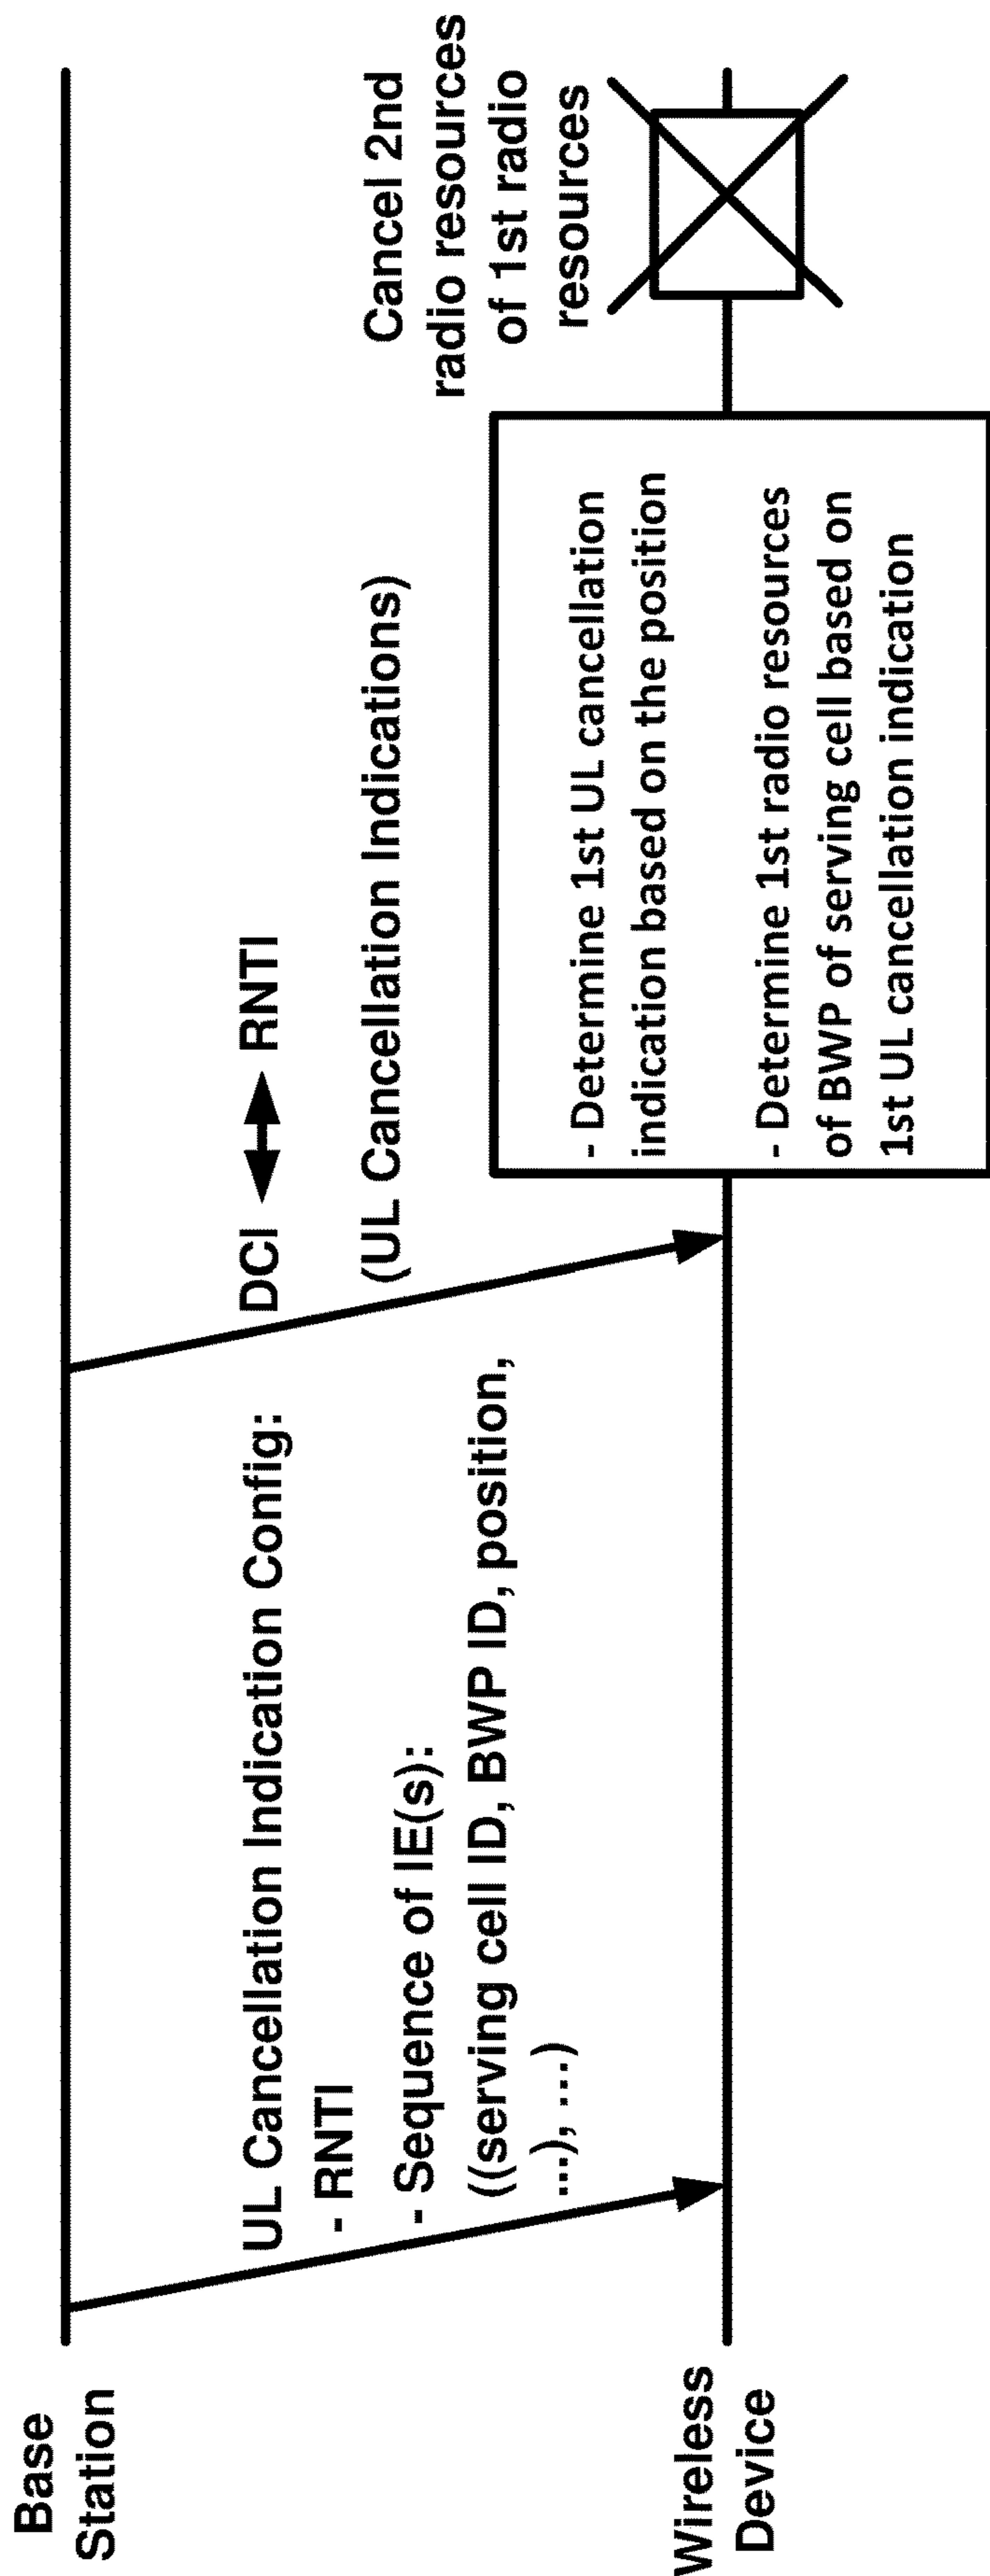 Base
Station
UL Cancellation Indication Config:
- RNTI
- Sequence of IE(s):
((serving cell ID, BWP ID, position,
...), ...)
DCI RNTI
(UL Cancellation Indications)
Cancel 2nd
radio resources
of 1st radio
resources
Wireless
Device
- Determine 1st UL cancellation
indication based on the position
- Determine 1st radio resources
of BWP of serving cell based on
1st UL cancellation indication